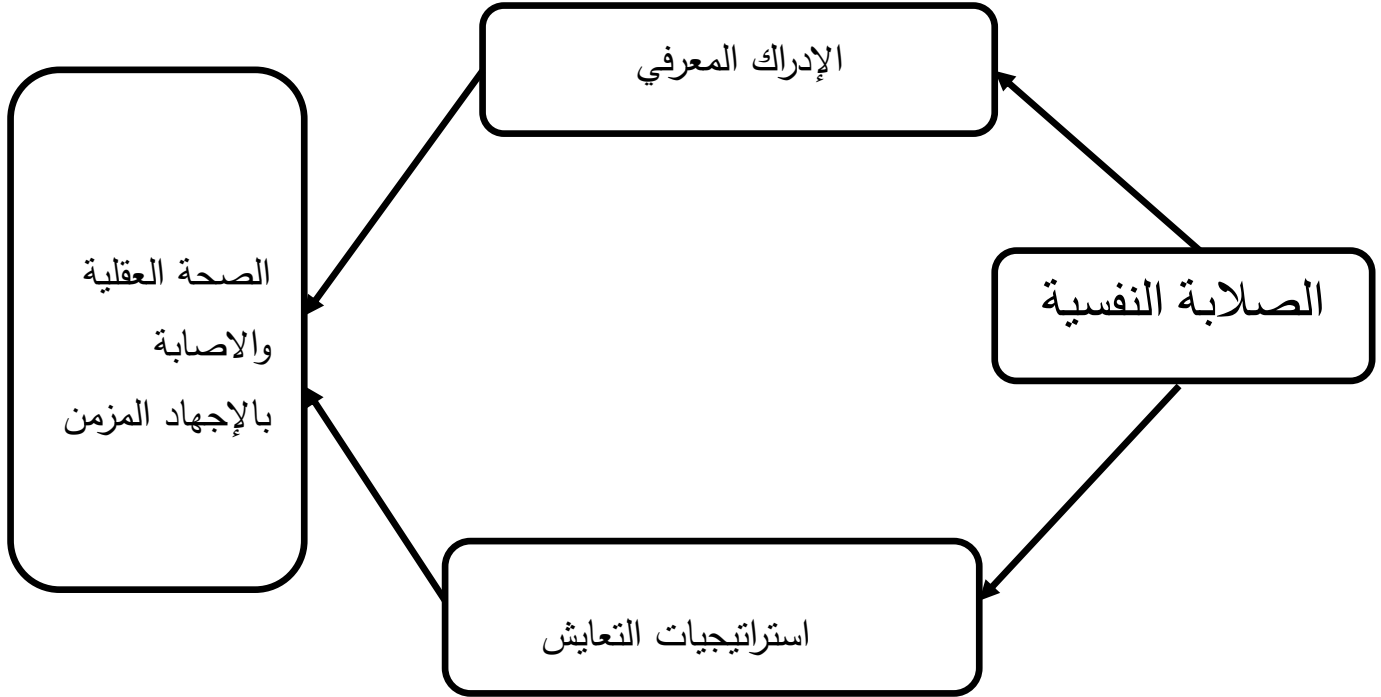 الإدراك المعرفي
الصلابة النفسية
الصحة العقلية
والاصابة
بالإجهاد المزمن
استراتيجيات التعايش